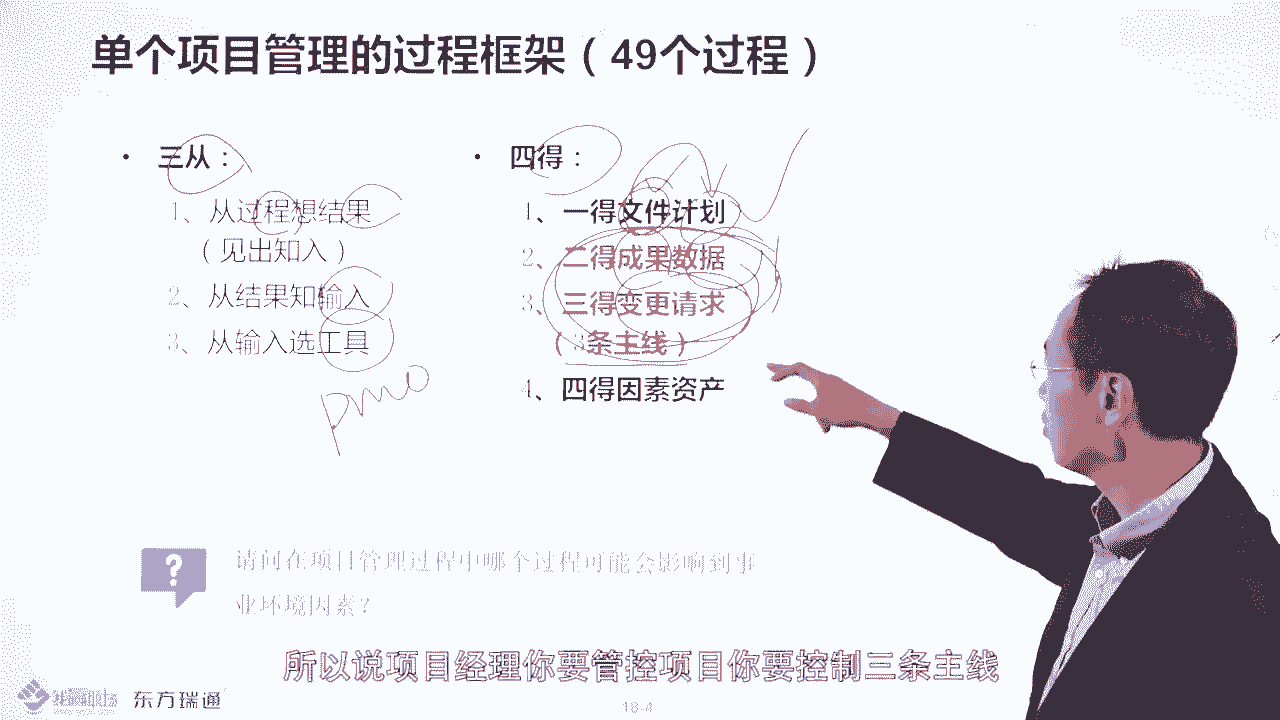 单个项目管理的过程框架（49个过程）
• 三从：
1、从过程想结果
（见出知入）
2、从结果知输入
3、从输入选工具
pmo
• 四得：
1、一得文件计划
2、二得成果数据
3、三得变更请求
（3条主线）
4、四得因素资产
?
请问在项目管理过程中哪个过程可能会影响到事
业环境因素？
所以说项目经理你要管控项目你要控制三条主线
东方瑞通
18-4